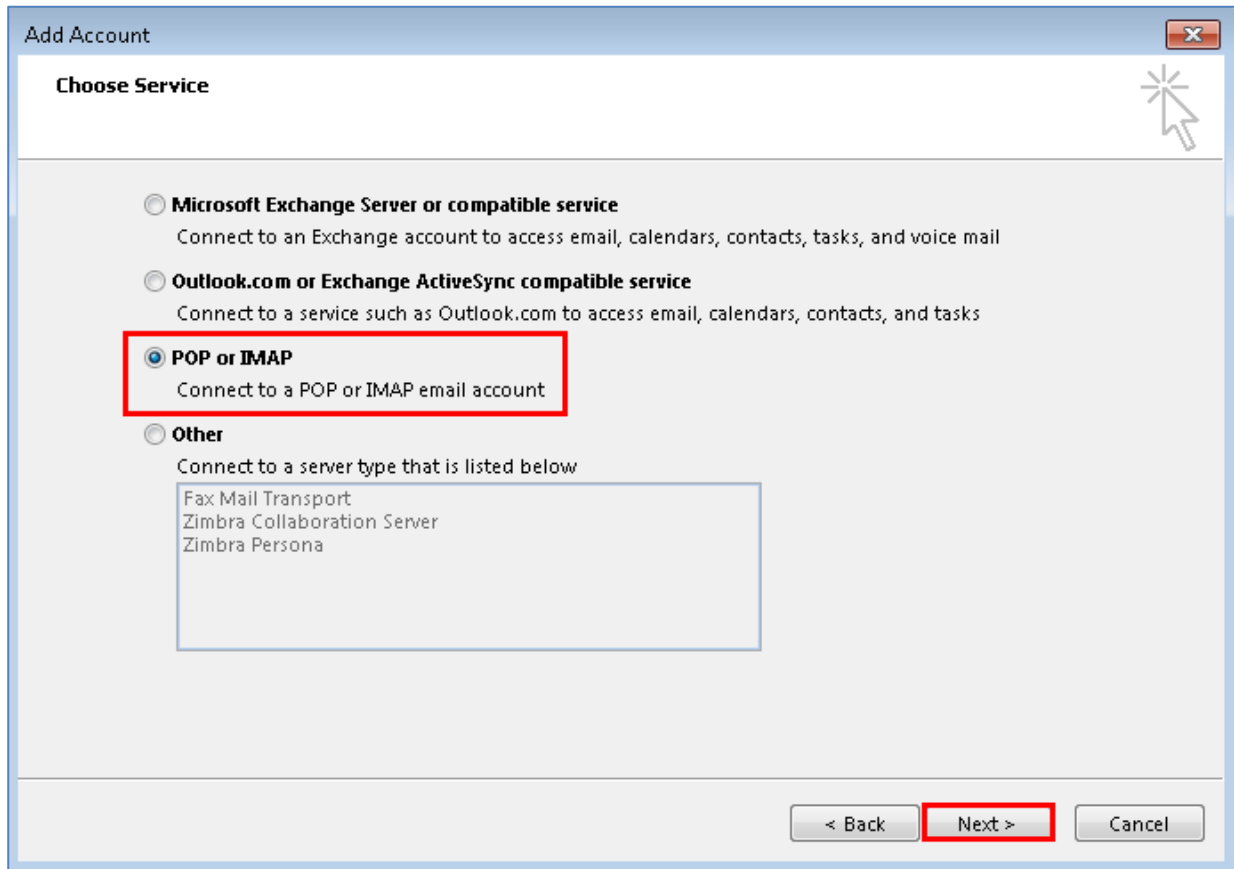 Add Account
Choose Service
Microsoft Exchange Server or compatible service
Connect to an Exchange account to access email, calendars, contacts, tasks, and voice mail
Outlook.com or Exchange ActiveSync compatible service
Connect to a service such as Outlook.com to access email, calendars, contacts, and tasks
POP or IMAP
Connect to a POP or IMAP email account
Other
Connect to a server type that is listed below
Fax Mail Transport
Zimbra Collaboration Server
Zimbra Persona
< Back Next > Cancel